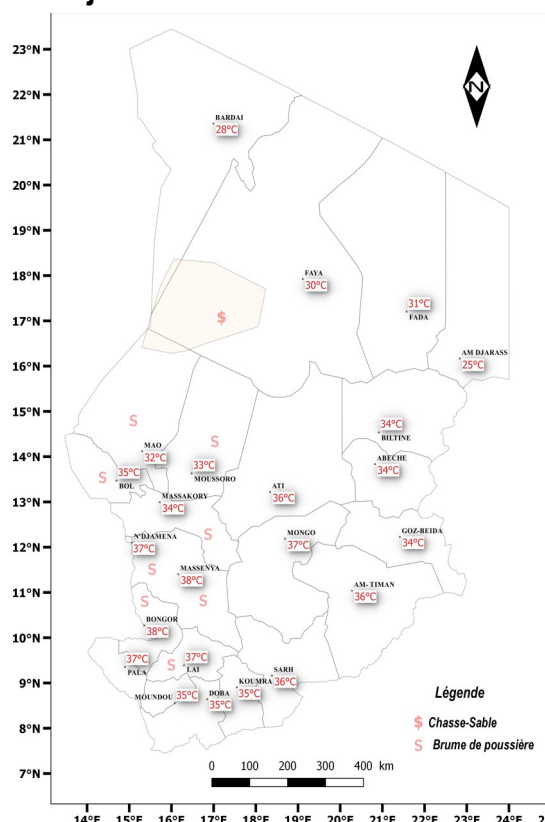 23°N
22°N
21°N
20°N
19°N
18°N
17°N
16°N
15°N
14°N
13°N
12°N
11°N
10°N
9°N
8°N
7°N
N
BARDAI
28°C
FAYA
30°C
31°C
FADA
AM DJARASS
25°C
$
S
S
S
34°C
BILTINE
MAO
32°C
33°C
MOUSSORO
35°C
BOL
ABECHE
34°C
ATI
36°C
MASSAKORY
34°C
S
N'DJAMENA
37°C
MONGO
37°C
GOZ-BEIDA
34°C
S
MASSENYA
38°C
AM- TIMAN
36°C
S
S
BONGOR
38°C
37°C
PALA
S
37°C
LAI
SARH
36°C
KOUMRA
35°C
MOUNDOU
35°C
DOBA
35°C
Légende
$ Chasse-Sable
S Brume de poussière
0 100 200 300 400 km
14°E 15°E 16°E 17°E 18°E 19°E 20°E 21°E 22°E 23°E 24°E